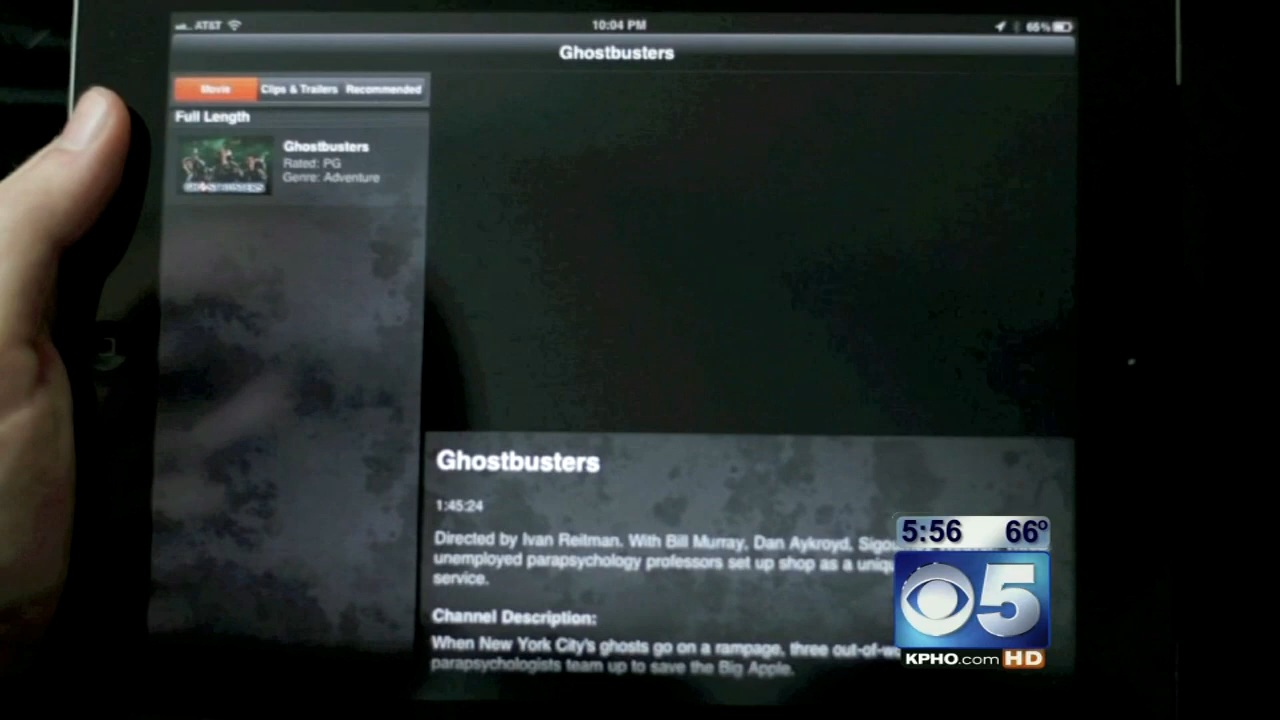 AT&T
10:04 PM
65%
Ghostbusters
Movie
Clips & Trailers
Recommended
Full Length
Ghostbusters
Rated: PG
Genre: Adventure
GHOSTBUSTERS
Ghostbusters
1:45:24
Directed by Ivan Reitman. With Bill Murray, Dan Aykroyd,
unemployed parapsychology professors set up shop as a
service.
Channel Description:
When New York City's ghosts go on a rampage, three
parapsychologists team up to save the Big Apple.
5:56 66º
5
KPHO.com HD